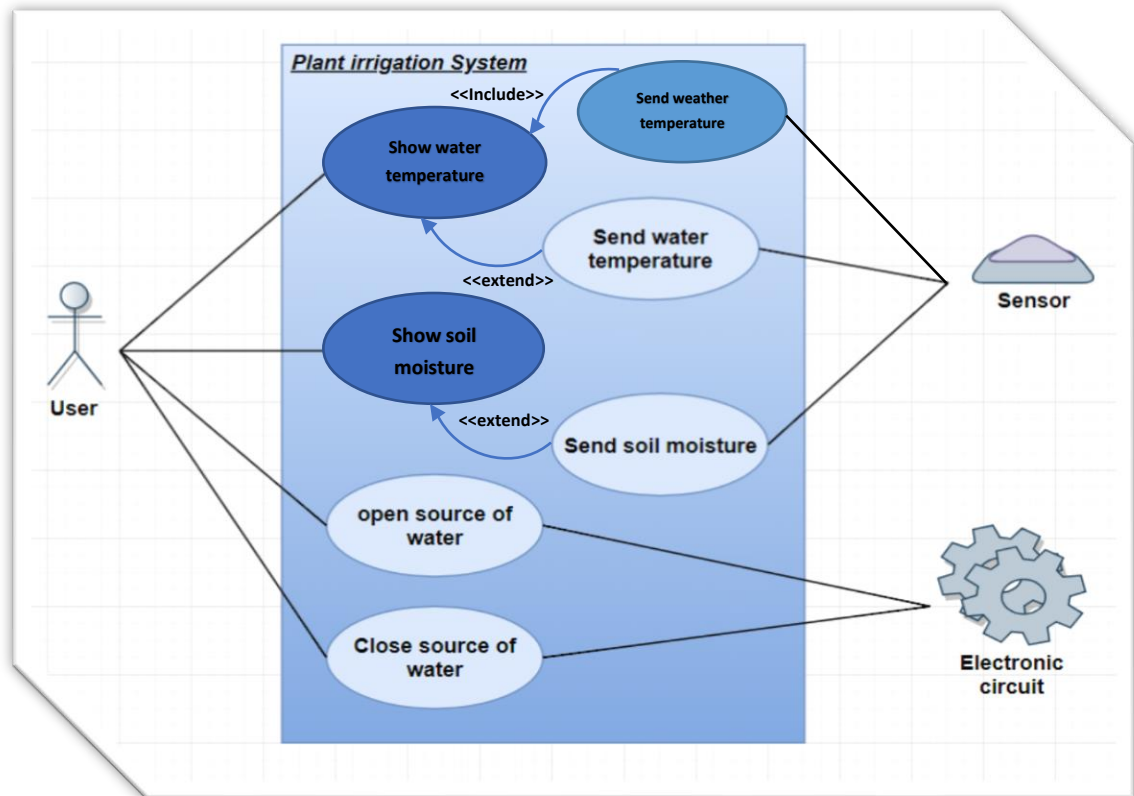 Plant irrigation System
<<Include>>
Send weather
temperature
Show water
temperature
Send water
temperature
<<extend>>
Sensor
Show soil
moisture
User
<<extend>>
Send soil moisture
open source of
water
Close source of
water
Electronic
circuit